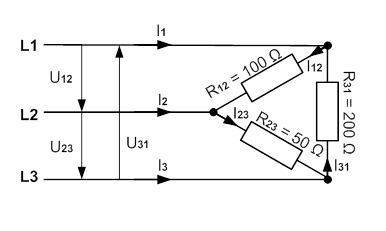 L1
I1
U12
R12 = 100 Ω
I12
R31 = 200 Ω
L2
I2
I23
R23 = 50 Ω
U23
U31
I31
L3
I3